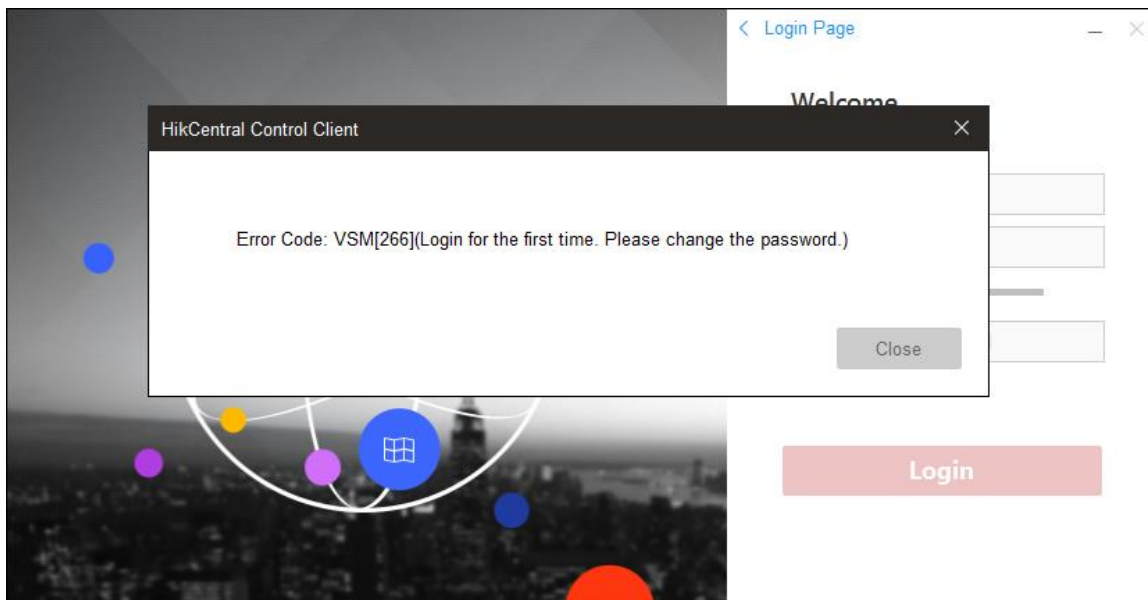 Login Page
Welcome
HikCentral Control Client
Error Code: VSM[266](Login for the first time. Please change the password.)
Close
Login